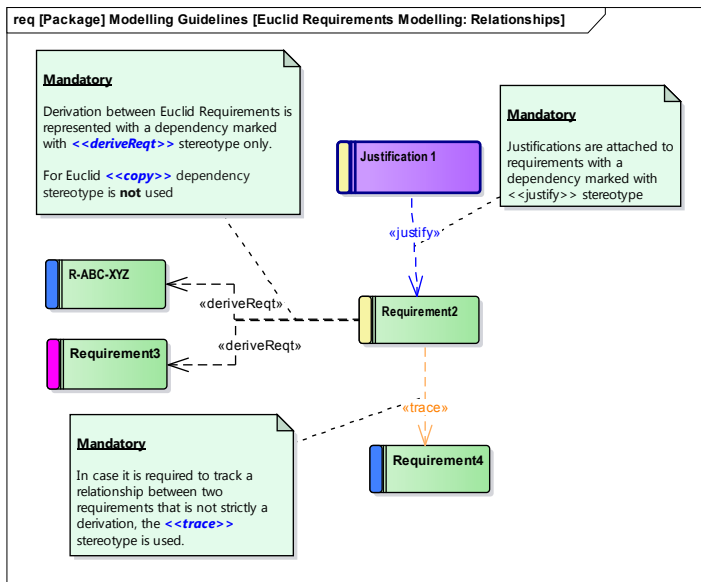 req [Package] Modelling Guidelines [Euclid Requirements Modelling: Relationships]
Mandatory
Derivation between Euclid Requirements is
represented with a dependency marked
with <<deriveReqt>> stereotype only.
For Euclid <<copy>> dependency
stereotype is not used
Mandatory
Justifications are attached to
requirements with a
dependency marked with
<<justify>> stereotype
Justification 1
«justify»
R-ABC-XYZ
«deriveReqt»
Requirement2
«deriveReqt»
Requirement3
«trace»
Mandatory
In case it is required to track a
relationship between two
requirements that is not strictly a
derivation, the <<trace>>
stereotype is used.
Requirement4